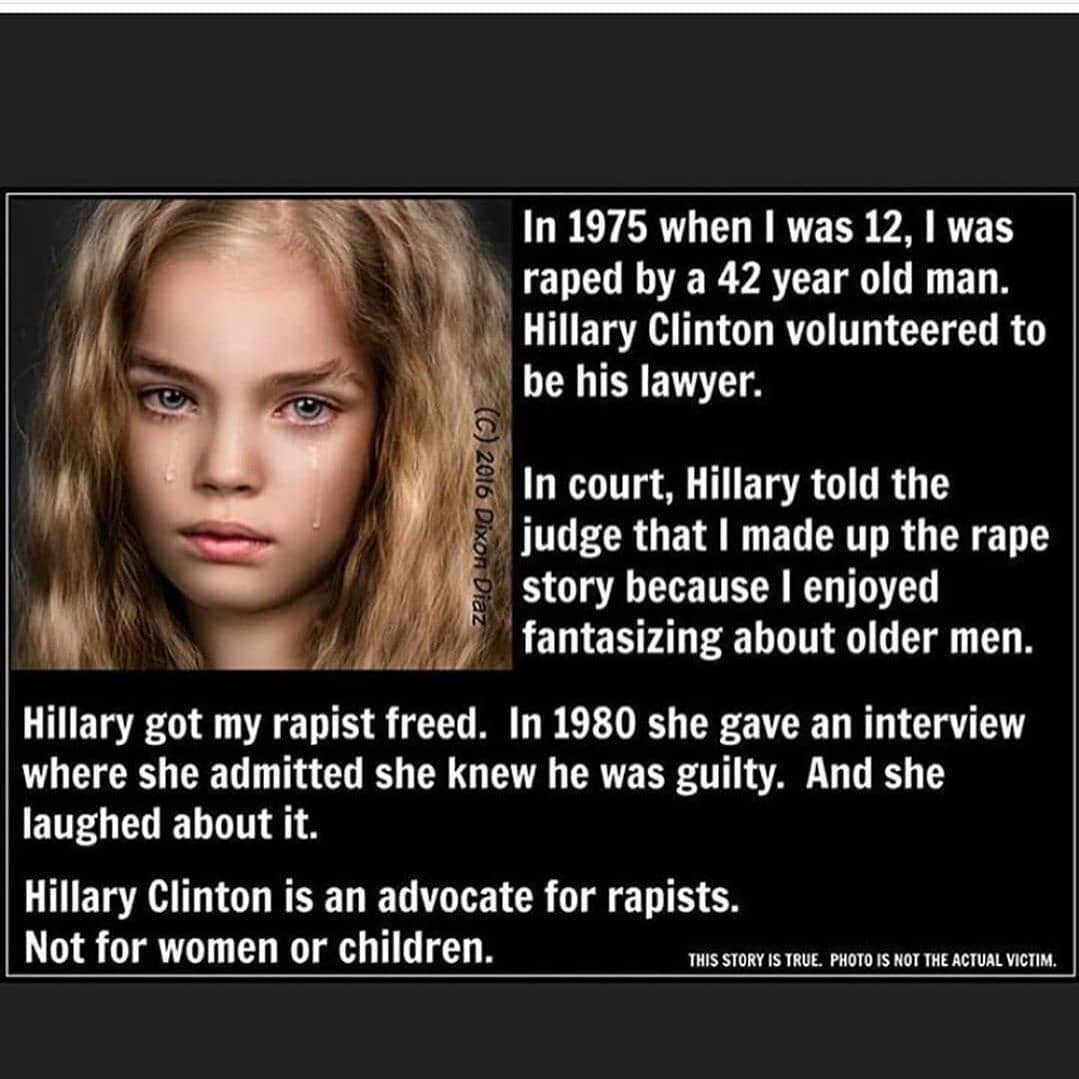 In 1975 when I was 12, I was
raped by a 42 year old man.
Hillary Clinton volunteered to
be his lawyer.
In court, Hillary told the
judge that I made up the rape
story because I enjoyed
fantasizing about older men.
(C) 2016 Dixon Diaz
Hillary got my rapist freed. In 1980 she gave an interview
where she admitted she knew he was guilty. And she
laughed about it.
Hillary Clinton is an advocate for rapists.
Not for women or children.
THIS STORY IS TRUE. PHOTO IS NOT THE ACTUAL VICTIM.